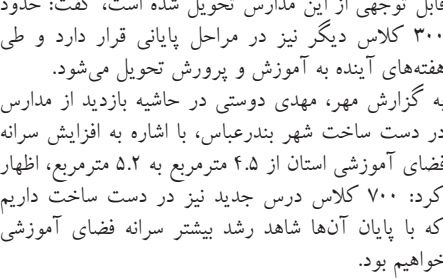 قابل توجهی از این مدارس تحویل شده است، گفت: حدود
۳۰۰ کلاس دیگر نیز در مراحل پایانی قرار دارد و طی
هفته‌های آینده به آموزش و پرورش تحویل می‌شود.
به گزارش مهر، مهدی دوستی در حاشیه بازدید از مدارس
در دست ساخت شهر بندرعباس، با اشاره به افزایش سرانه
فضای آموزشی استان از ۴.۵ مترمربع به ۵.۲ مترمربع، اظهار
کرد: ۷۰۰ کلاس درس جدید نیز در دست ساخت داریم
که با پایان آن‌ها شاهد رشد بیشتر سرانه فضای آموزشی
خواهیم بود.